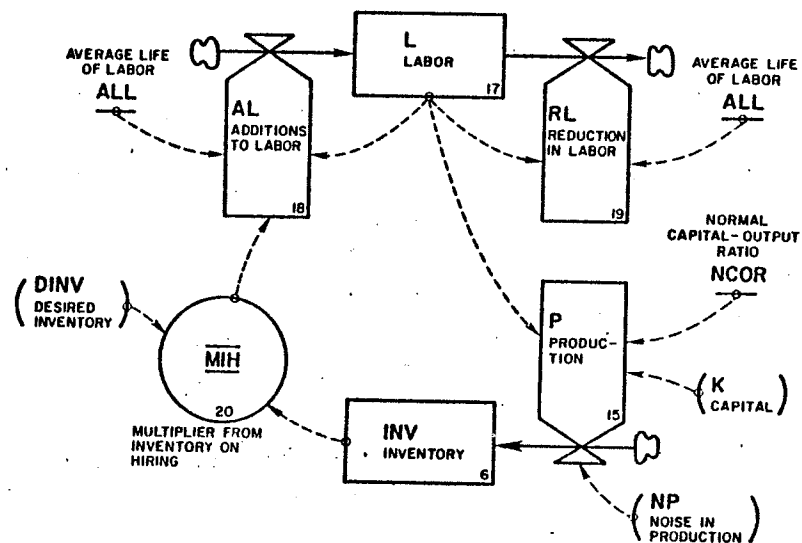 L
LABOR
17
AVERAGE LIFE
OF LABOR
ALL
AL
ADDITIONS
TO LABOR
18
RL
REDUCTION
IN LABOR
19
AVERAGE LIFE
OF LABOR
ALL
NORMAL
CAPITAL-OUTPUT
RATIO
NCOR
(DINV
DESIRED
INVENTORY)
MIH
20
MULTIPLIER FROM
INVENTORY ON
HIRING
P
PRODUC-
TION
15
(K
CAPITAL)
INV
INVENTORY
6
(NP
NOISE IN
PRODUCTION)